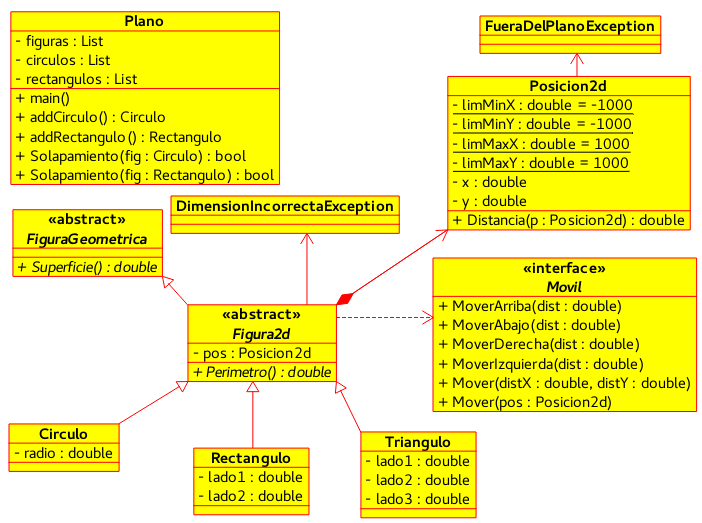 Plano
- figuras : List
- circulos : List
- rectangulos : List
+ main()
+ addCirculo() : Circulo
+ addRectangulo() : Rectangulo
+ Solapamiento(fig : Circulo) : bool
+ Solapamiento(fig : Rectangulo) : bool
FueraDelPlanoException
Posicion2d
- limMinX : double = -1000
- limMinY : double = -1000
- limMaxX : double = 1000
- limMaxY : double = 1000
- x : double
- y : double
+ Distancia(p : Posicion2d) : double
DimensionIncorrectaException
«abstract»
FiguraGeometrica
+ Superficie() : double
«interface»
Movil
+ MoverArriba(dist : double)
+ MoverAbajo(dist : double)
+ MoverDerecha(dist : double)
+ MoverIzquierda(dist : double)
+ Mover(distX : double, distY : double)
+ Mover(pos : Posicion2d)
«abstract»
Figura2d
- pos : Posicion2d
+ Perimetro() : double
Circulo
- radio : double
Rectangulo
- lado1 : double
- lado2 : double
Triangulo
- lado1 : double
- lado2 : double
- lado3 : double